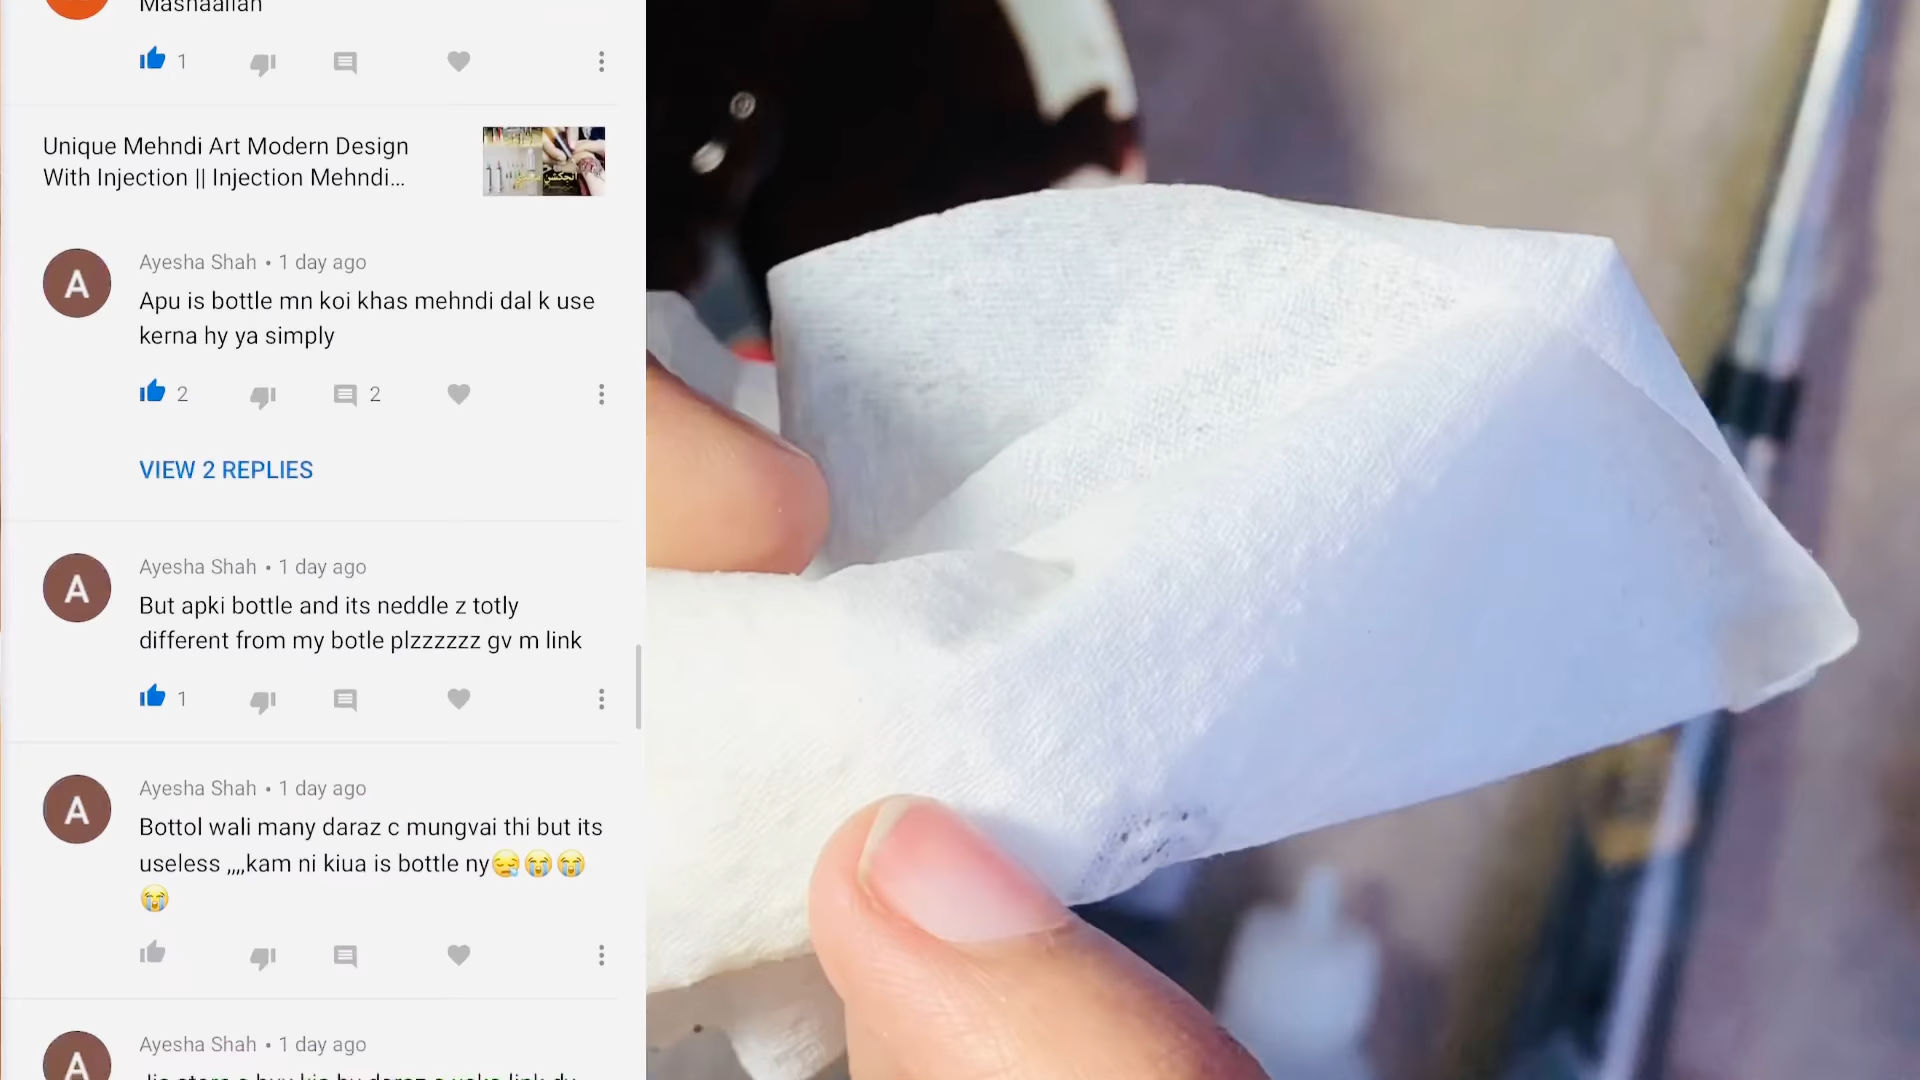 Mashaallah
1
Unique Mehndi Art Modern Design
With Injection || Injection Mehndi...
Ayesha Shah • 1 day ago
Apu is bottle mn koi khas mehndi dal k use
kerna hy ya simply
2
2
VIEW 2 REPLIES
A
Ayesha Shah • 1 day ago
But apki bottle and its neddle z totly
different from my botle plzzzzzz gv m link
1
A
Ayesha Shah • 1 day ago
Bottol wali many daraz c mungvai thi but its
useless ,,,,kam ni kiua is bottle ny😪😭😭
😭
A
Ayesha Shah • 1 day ago
A